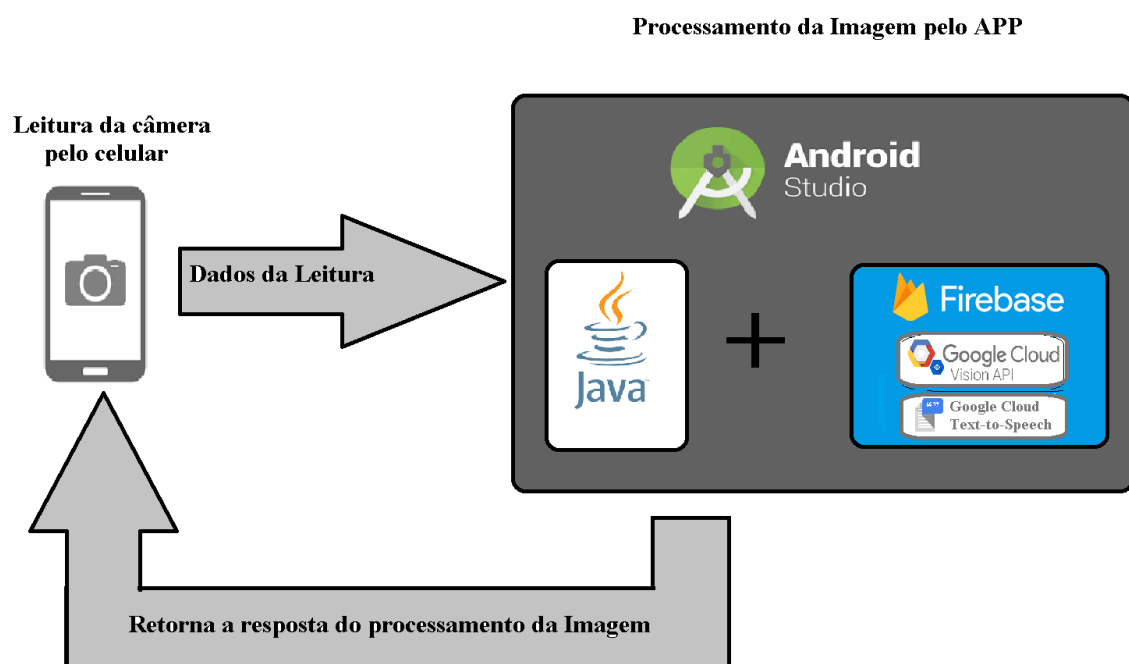 Processamento da Imagem pelo APP
Leitura da câmera
pelo celular
Android
Studio
Dados da Leitura
Java
Firebase
Google Cloud
Vision API
Google Cloud
Text-to-Speech
Retorna a resposta do processamento da Imagem